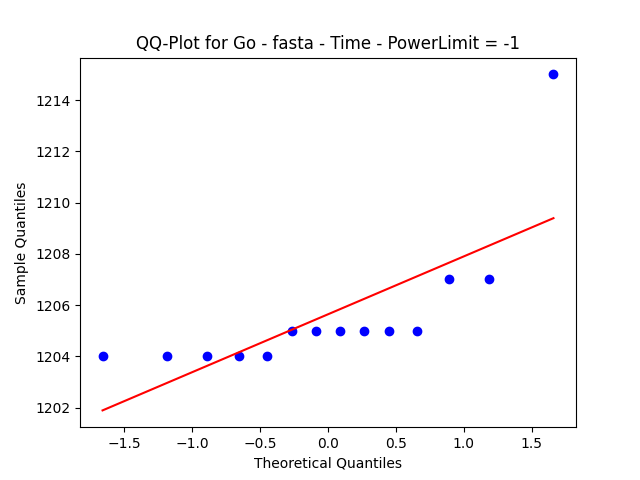 QQ-Plot for Go - fasta - Time - PowerLimit = -1
1214
1212
1210
1208
1206
1204
1202
Sample Quantiles
−1.5 −1.0 −0.5 0.0 0.5 1.0 1.5
Theoretical Quantiles